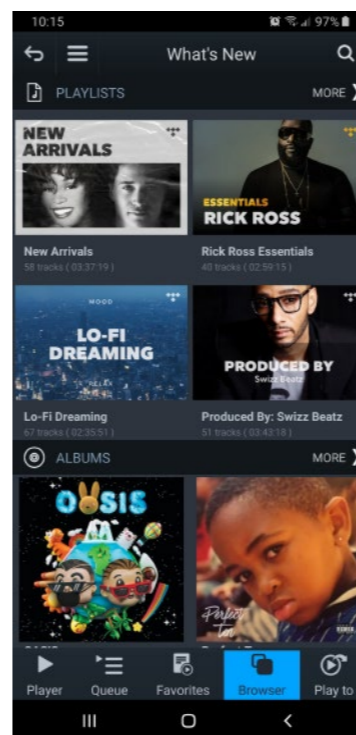 10:15 97%
What's New
PLAYLISTS MORE
NEW
ARRIVALS
ESSENTIALS
RICK ROSS
New Arrivals Rick Ross Essentials
58 tracks ( 03:37:19 ) 40 tracks ( 02:59:15 )
MOOD
LO-FI
DREAMING
RELAX
PRODUCED BY
Swizz Beatz
Lo-Fi Dreaming Produced By: Swizz Beatz
67 tracks ( 02:35:51 ) 51 tracks ( 03:43:18 )
ALBUMS MORE
OASIS
Perfect
Ten
Player Queue Favorites Browser Play to